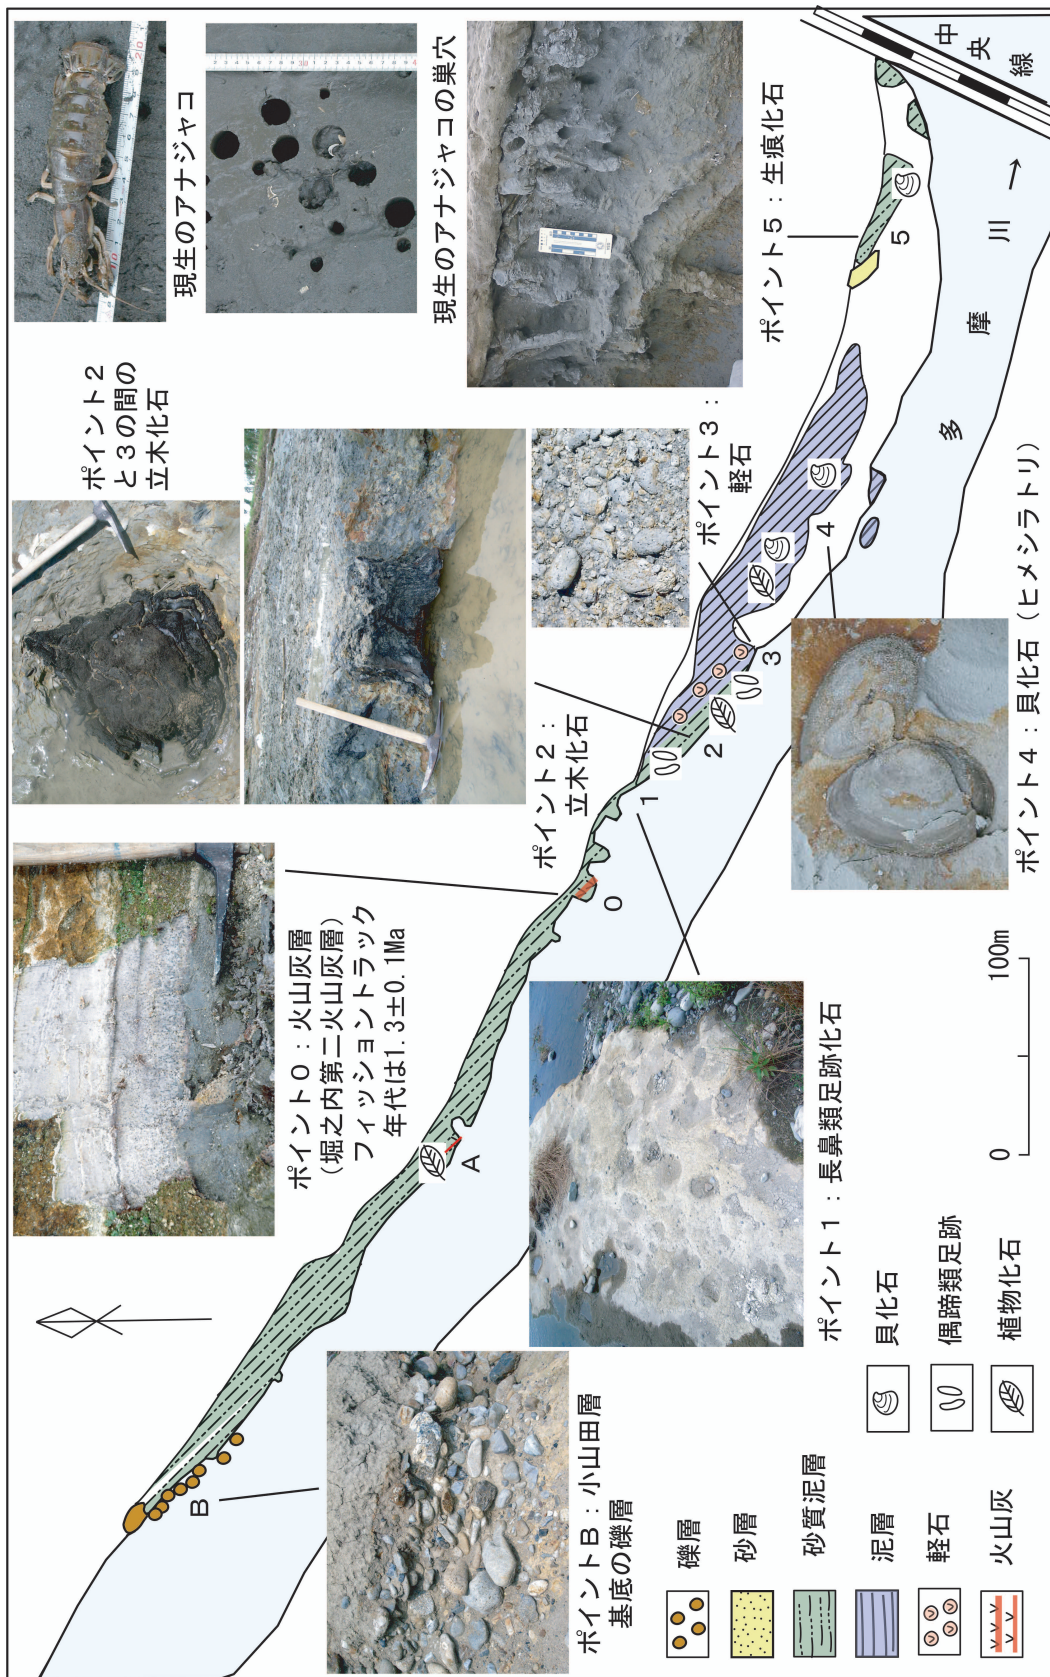 ポイントB：小山田層
基底の礫層
ポイント0：火山灰層
（堀之内第二火山灰層）
フィッショントラック
年代は1.3±0.1Ma
ポイント2
と3の間の
立木化石
現生のアナジャコ
現生のアナジャコの巣穴
ポイント1：長鼻類足跡化石
ポイント2：
立木化石
ポイント3：
軽石
ポイント4：貝化石（ヒメシラトリ）
ポイント5：生痕化石
B
A
0
1
2
3
4
5
多摩川
中央線
0
100m
礫層
砂層
砂質泥層
泥層
軽石
火山灰
貝化石
偶蹄類足跡
植物化石